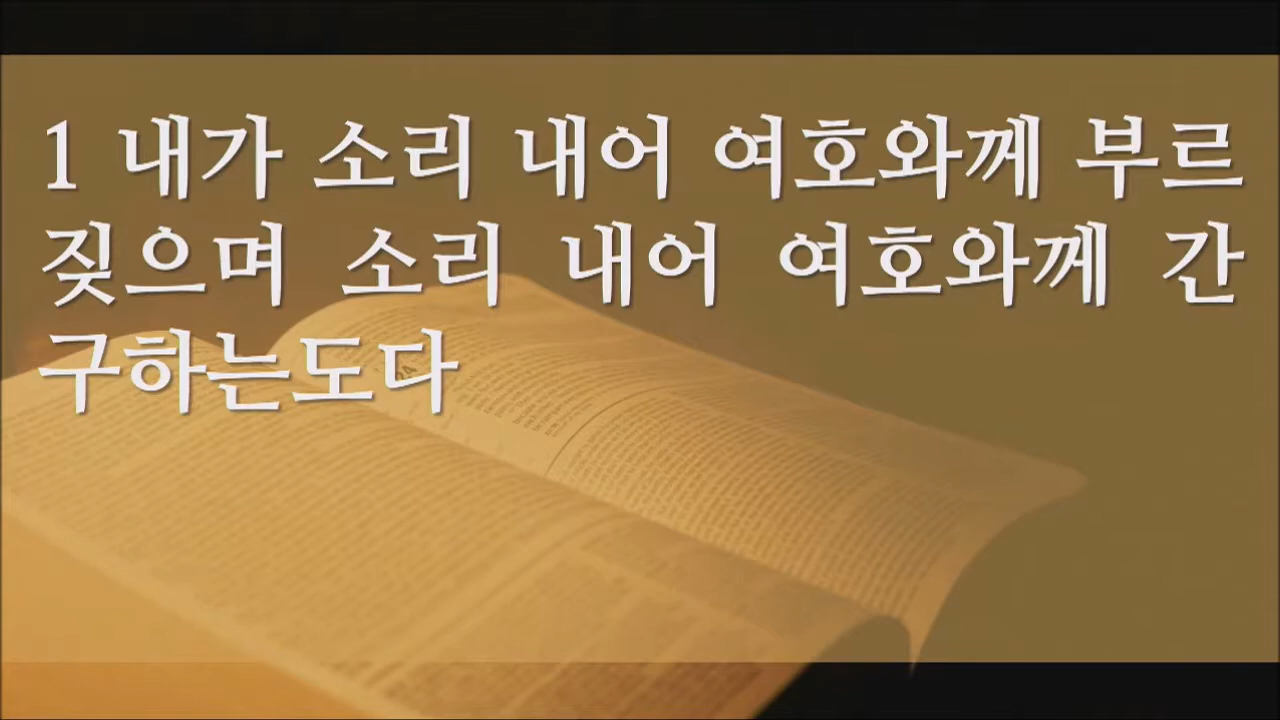 1 내가 소리 내어 여호와께 부르
짖으며 소리 내어 여호와께 간
구하는도다